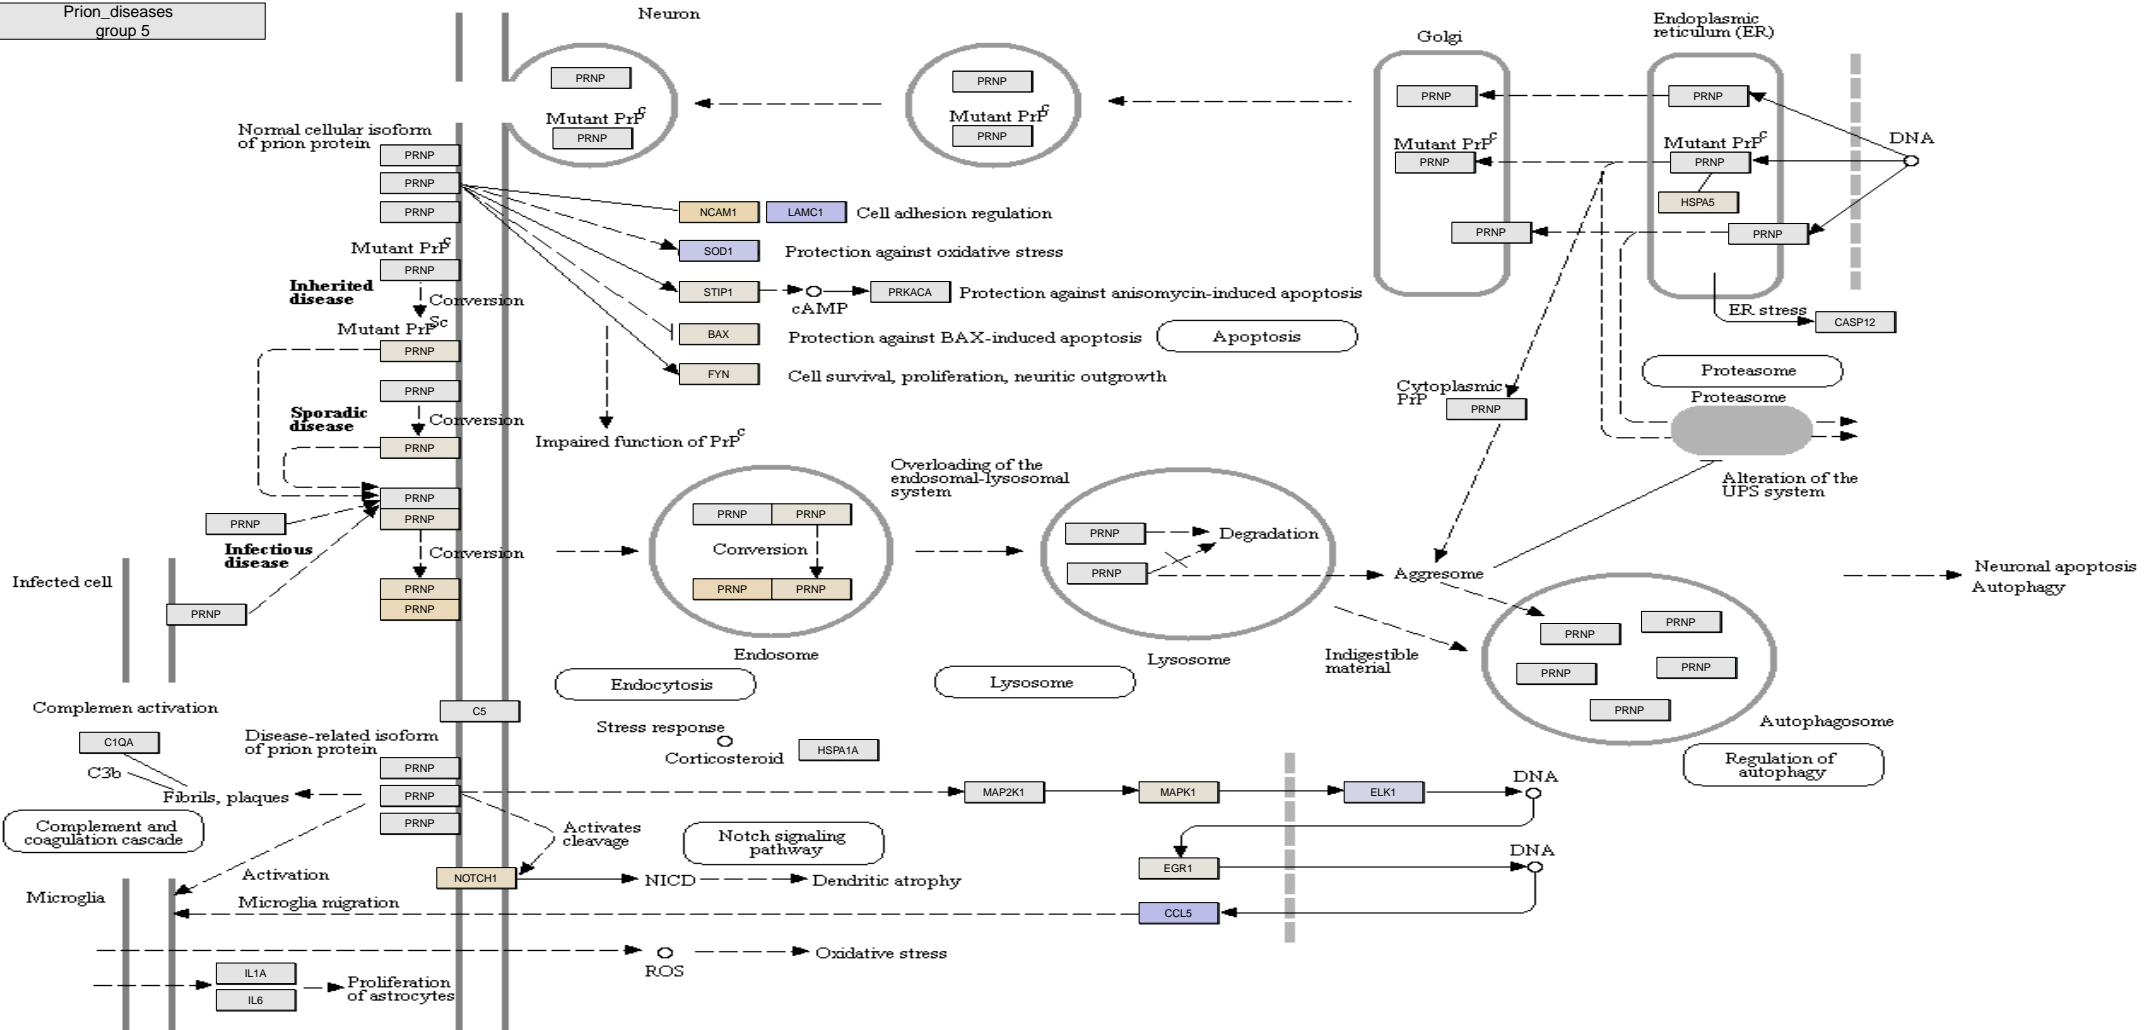 Prion_diseases
group 5
Neuron
Golgi
Endoplasmic
reticulum (ER)
PRNP
Mutant PrP c
PRNP
PRNP
Mutant PrP c
PRNP
PRNP
Mutant PrP c
PRNP
PRNP
PRNP
Mutant PrP c
PRNP
HSPA5
PRNP
DNA
Normal cellular isoform
of prion protein
PRNP
PRNP
PRNP
NCAM1
LAMC1
Cell adhesion regulation
SOD1
Protection against oxidative stress
STIP1
cAMP
PRKACA
Protection against anisomycin-induced apoptosis
BAX
Protection against BAX-induced apoptosis
Apoptosis
FYN
Cell survival, proliferation, neuritic outgrowth
Mutant PrP c
PRNP
Inherited
disease
Conversion
Mutant PrP Sc
PRNP
PRNP
Sporadic
disease
Conversion
PRNP
Impaired function of PrP c
ER stress
CASP12
Proteasome
Proteasome
Cytoplasmic
PrP
PRNP
Alteration of the
UPS system
PRNP
PRNP
PRNP
Infectious
disease
Conversion
PRNP
PRNP
Infected cell
PRNP
PRNP
PRNP
Conversion
PRNP
PRNP
Endosome
Endocytosis
Overloading of the
endosomal-lysosomal
system
PRNP
Degradation
PRNP
Lysosome
Lysosome
Aggresome
Indigestible
material
PRNP
PRNP
PRNP
PRNP
PRNP
Autophagosome
Regulation of
autophagy
Neuronal apoptosis
Autophagy
Complemen activation
C5
C1QA
C3b
Fibrils, plaques
Complement and
coagulation cascade
Disease-related isoform
of prion protein
PRNP
PRNP
PRNP
Stress response
Corticosteroid
HSPA1A
MAP2K1
MAPK1
ELK1
DNA
Activates
cleavage
Notch signaling
pathway
EGR1
DNA
NOTCH1
NICD
Dendritic atrophy
Activation
Microglia
Microglia migration
CCL5
ROS
Oxidative stress
IL1A
IL6
Proliferation
of astrocytes